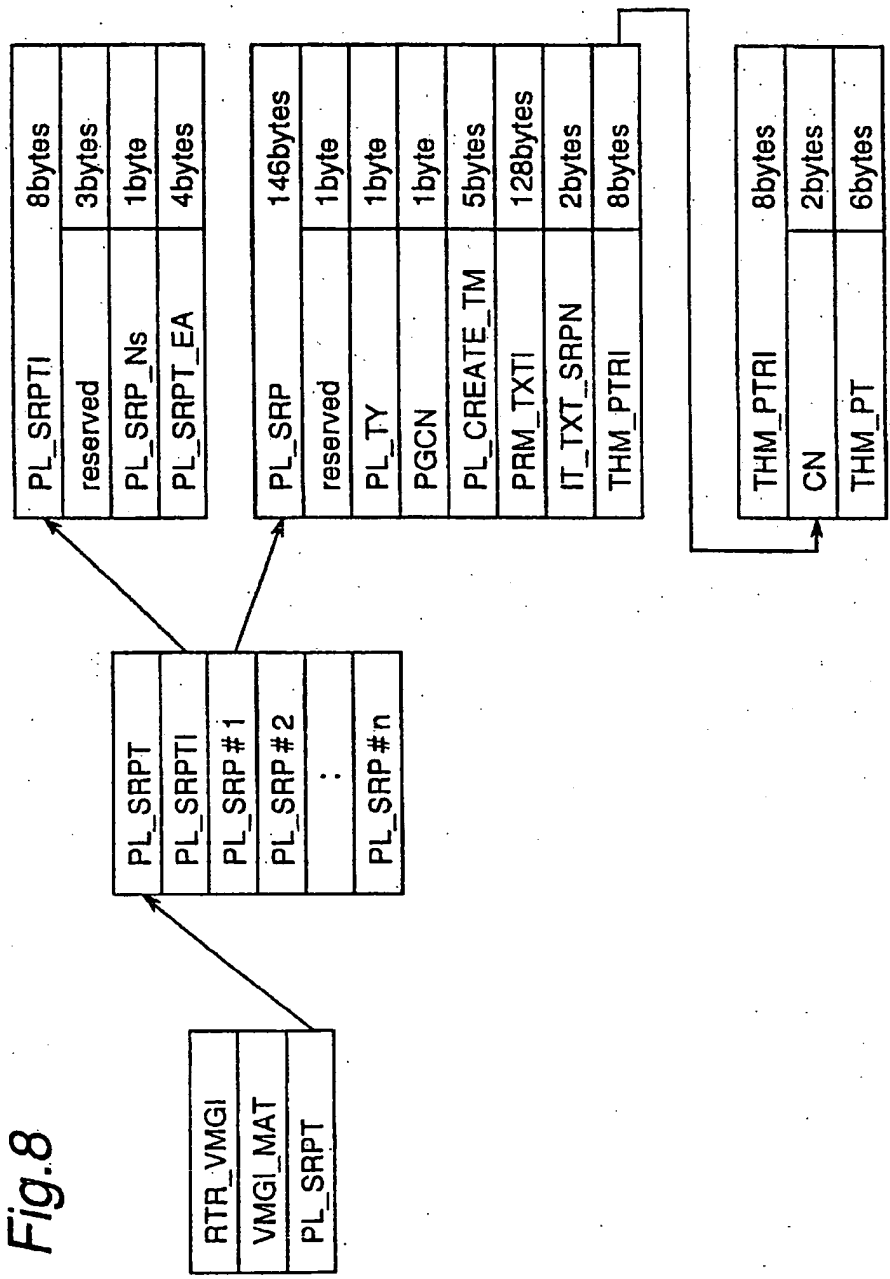 Fig.8
RTR_VMGI
VMGI_MAT
PL_SRPT
PL_SRPT
PL_SRPTI
PL_SRP#1
PL_SRP#2
:
PL_SRP#n
PL_SRPTI 8bytes
reserved 3bytes
PL_SRP_Ns 1byte
PL_SRPT_EA 4bytes
PL_SRP 146bytes
reserved 1byte
PL_TY 1byte
PGCN 1byte
PL_CREATE_TM 5bytes
PRM_TXTI 128bytes
IT_TXT_SRPN 2bytes
THM_PTRI 8bytes
THM_PTRI 8bytes
CN 2bytes
THM_PT 6bytes